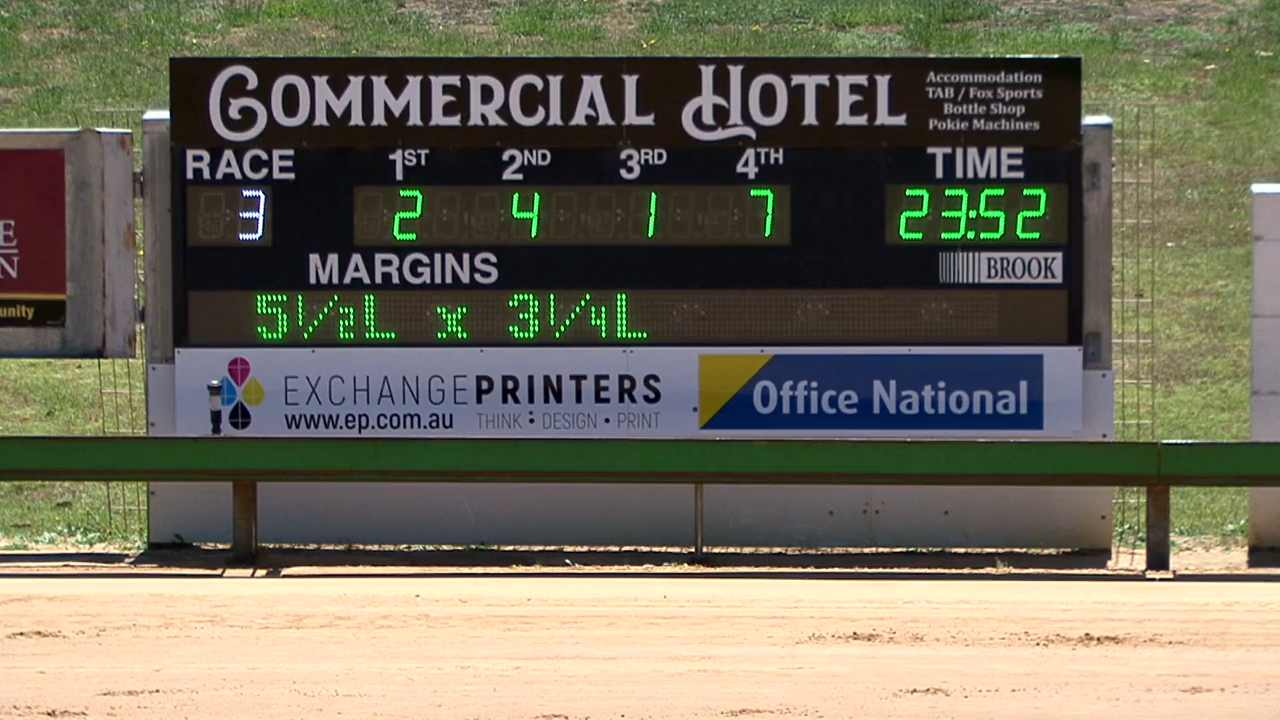 COMMERCIAL HOTEL
Accommodation
TAB / Fox Sports
Bottle Shop
Pokie Machines
RACE 1ST 2ND 3RD 4TH TIME
3 2 4 1 7 23:52
MARGINS
BROOK
5½L x 3¼L
E
N
unity
EXCHANGEPRINTERS
www.ep.com.au THINK : DESIGN • PRINT
Office National